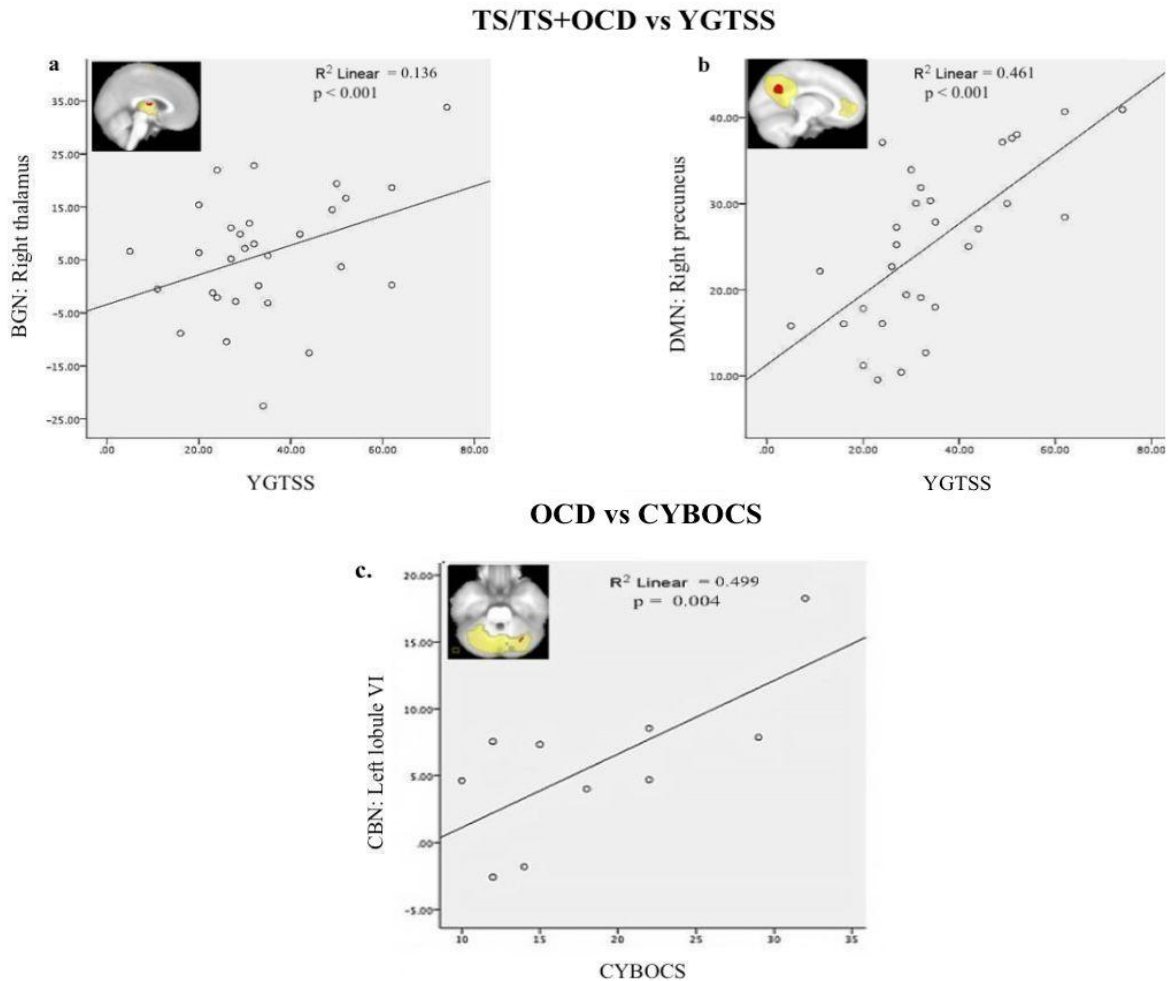 TS/TS+OCD vs YGTSS
a
R² Linear = 0.136
p < 0.001
35.00
25.00
15.00
5.00
-5.00
-15.00
-25.00
BGN: Right thalamus
.00 20.00 40.00 60.00 80.00
YGTSS
b
R² Linear = 0.461
p < 0.001
40.00
30.00
20.00
10.00
DMN: Right precuneus
.00 20.00 40.00 60.00 80.00
YGTSS
OCD vs CYBOCS
c.
R² Linear = 0.499
p = 0.004
20.00
15.00
10.00
5.00
.00
-5.00
CBN: Left lobule VI
10 15 20 25 30 35
CYBOCS